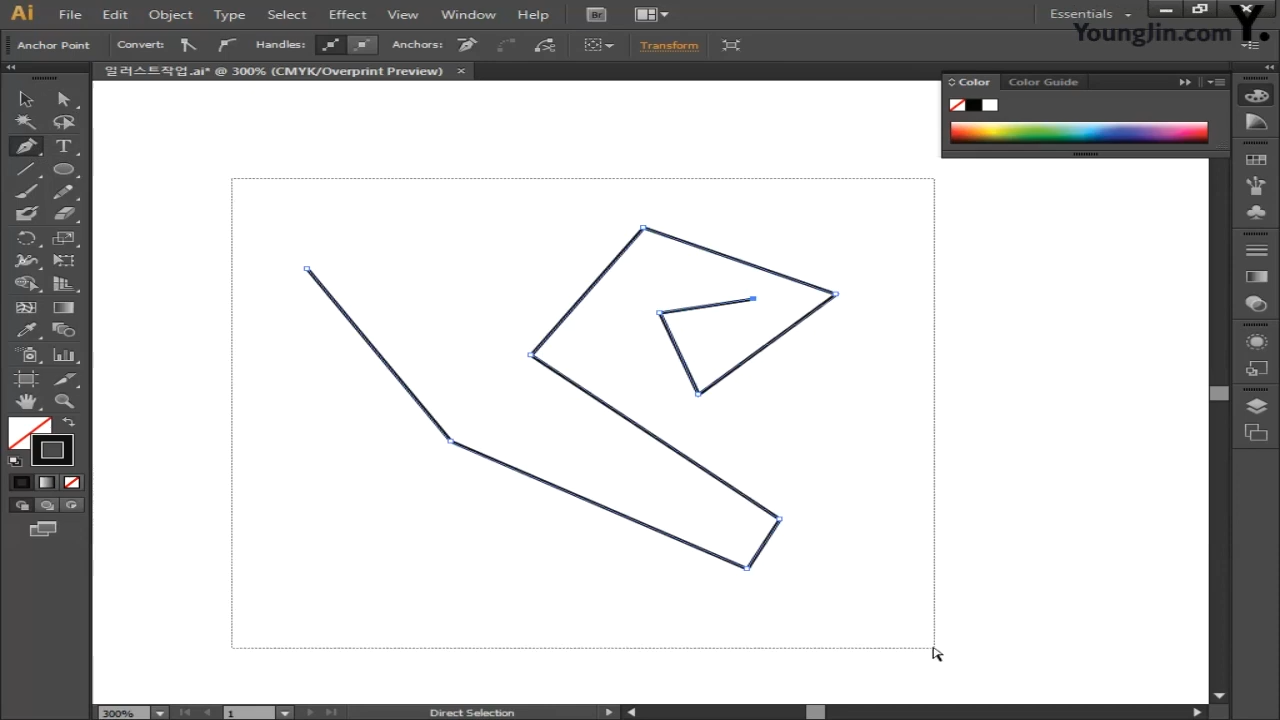 Ai File Edit Object Type Select Effect View Window Help Br Essentials
YoungJin.com Y.
Anchor Point Convert: Handles: Anchors: Transform
일러스트작업.ai* @ 300% (CMYK/Overprint Preview) ×
Color Color Guide
T
300% 1 Direct Selection